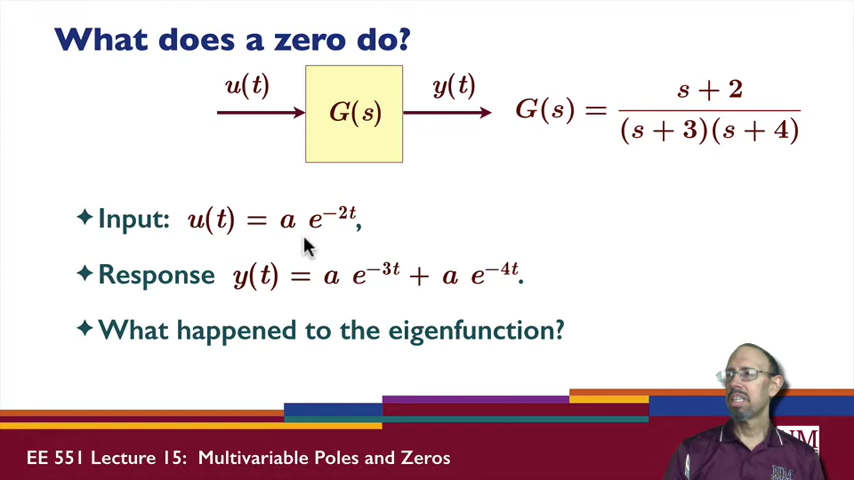 What does a zero do?
u(t)
G(s)
y(t)
G(s) = s + 2 / (s + 3)(s + 4)
✦Input: u(t) = a e^{−2t},
✦Response y(t) = a e^{−3t} + a e^{−4t}.
✦What happened to the eigenfunction?
EE 551 Lecture 15: Multivariable Poles and Zeros